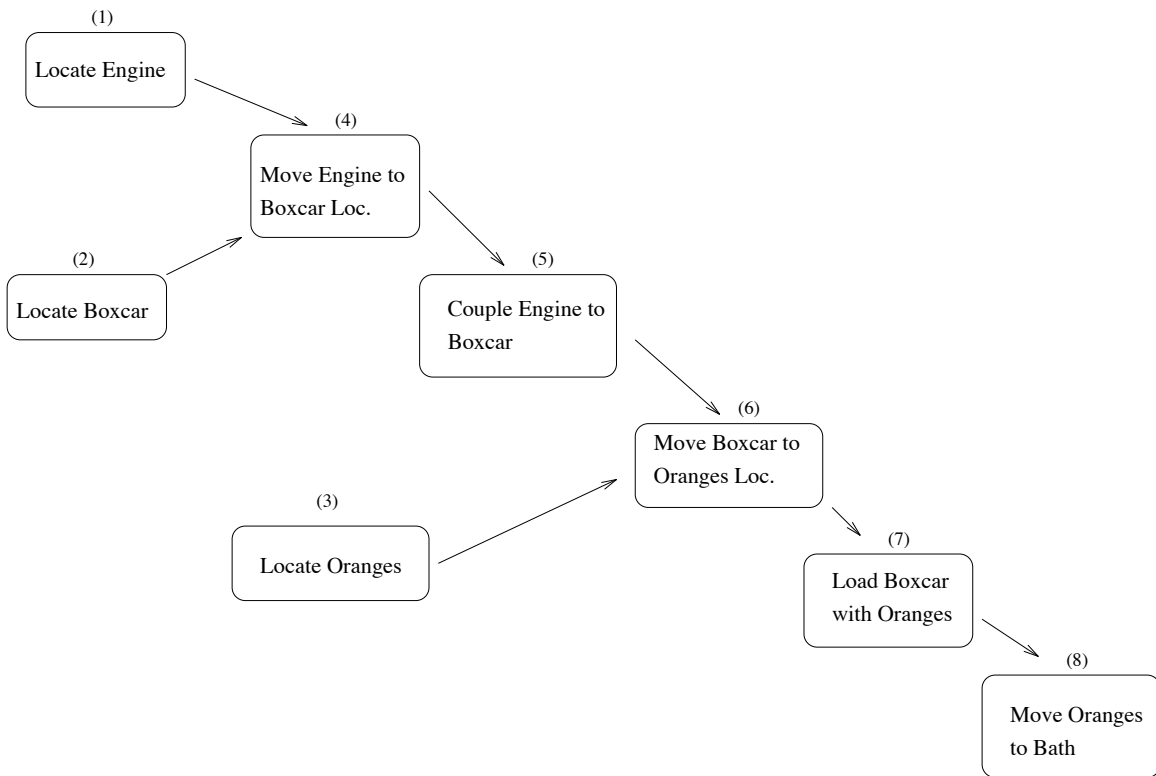 (1)
Locate Engine
(4)
Move Engine to
Boxcar Loc.
(2)
Locate Boxcar
(5)
Couple Engine to
Boxcar
(6)
Move Boxcar to
Oranges Loc.
(3)
Locate Oranges
(7)
Load Boxcar
with Oranges
(8)
Move Oranges
to Bath